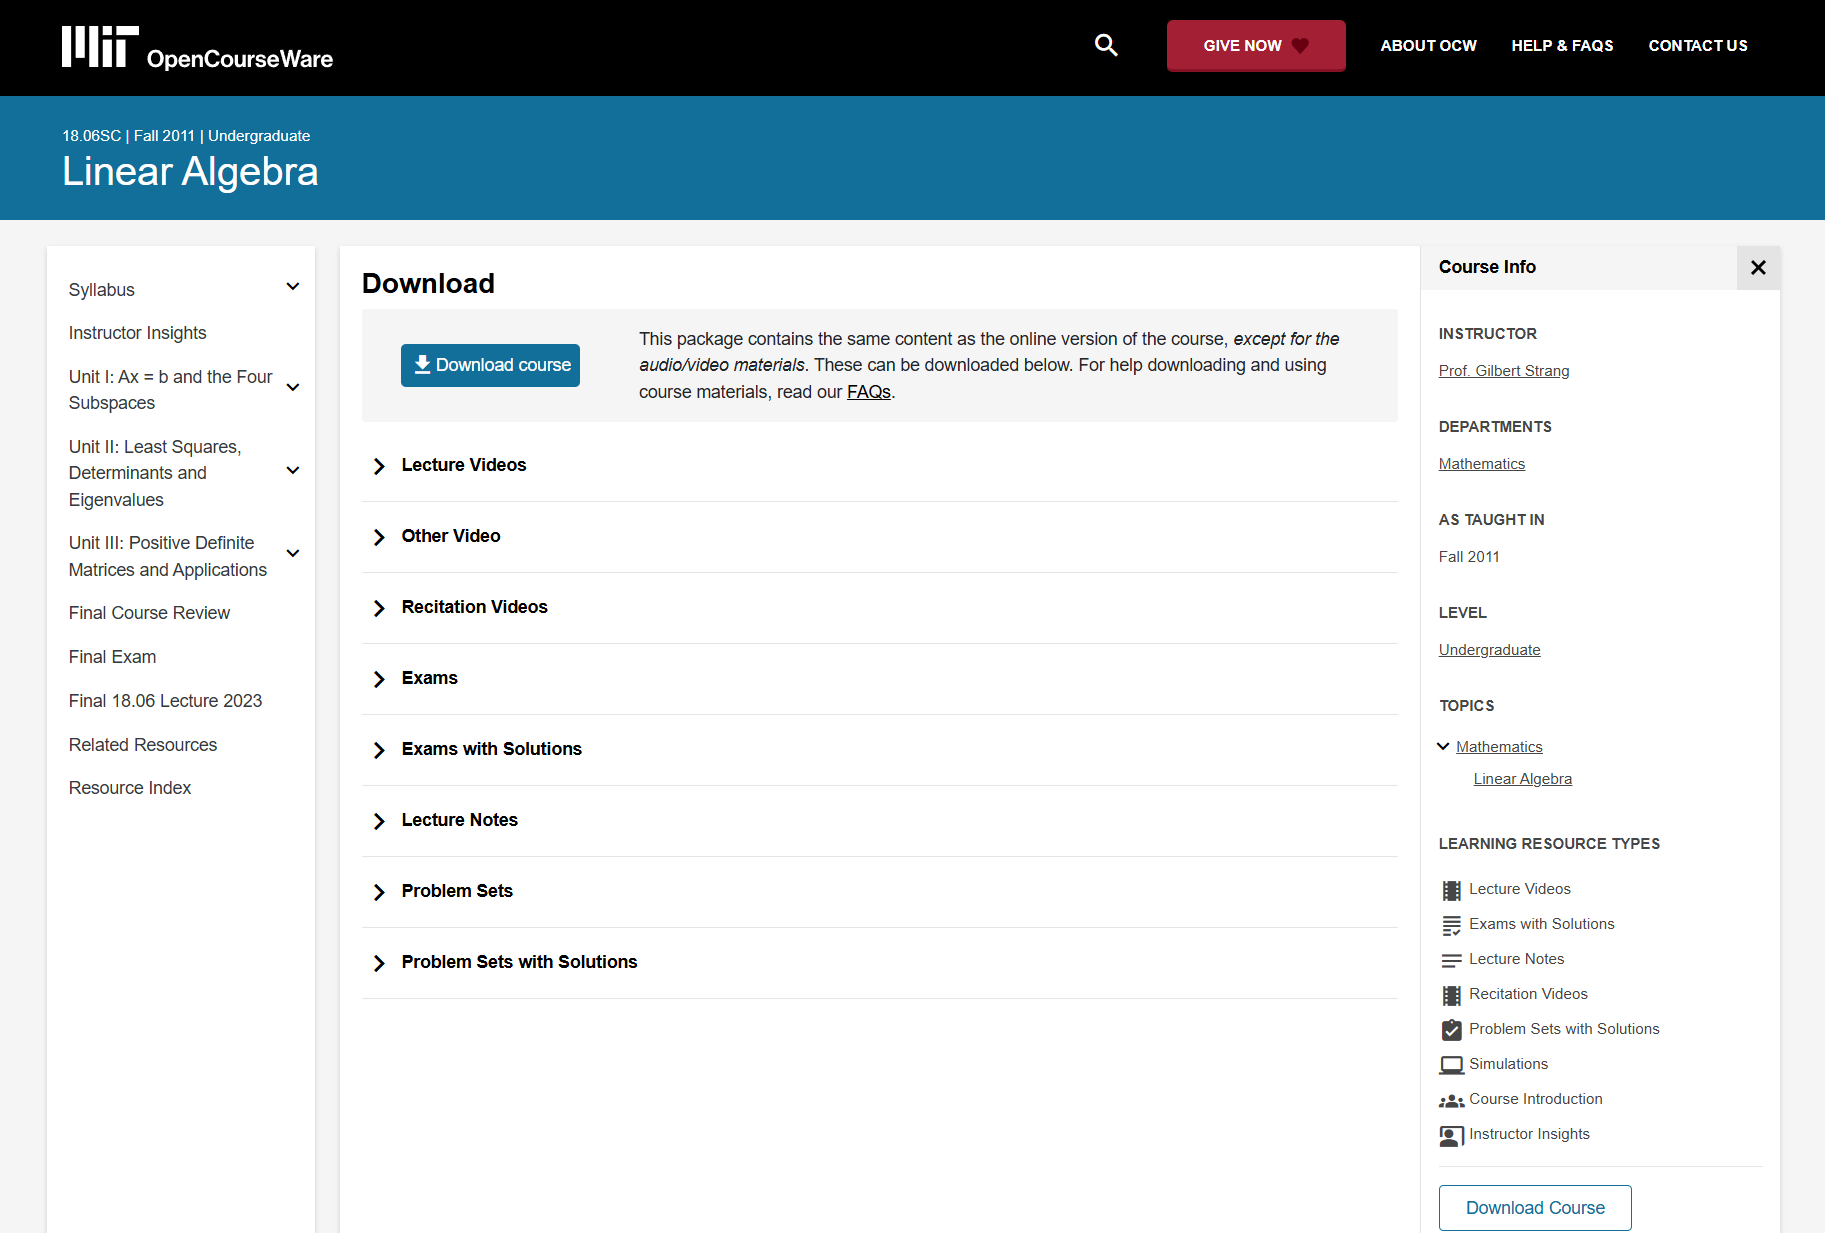 MIT OpenCourseWare
GIVE NOW
ABOUT OCW
HELP & FAQS
CONTACT US
18.06SC | Fall 2011 | Undergraduate
Linear Algebra
Syllabus
Instructor Insights
Unit I: Ax = b and the Four
Subspaces
Unit II: Least Squares,
Determinants and
Eigenvalues
Unit III: Positive Definite
Matrices and Applications
Final Course Review
Final Exam
Final 18.06 Lecture 2023
Related Resources
Resource Index
Download
Download course
This package contains the same content as the online version of the course, except for the
audio/video materials. These can be downloaded below. For help downloading and using
course materials, read our FAQs.
Lecture Videos
Other Video
Recitation Videos
Exams
Exams with Solutions
Lecture Notes
Problem Sets
Problem Sets with Solutions
Course Info
INSTRUCTOR
Prof. Gilbert Strang
DEPARTMENTS
Mathematics
AS TAUGHT IN
Fall 2011
LEVEL
Undergraduate
TOPICS
Mathematics
Linear Algebra
LEARNING RESOURCE TYPES
Lecture Videos
Exams with Solutions
Lecture Notes
Recitation Videos
Problem Sets with Solutions
Simulations
Course Introduction
Instructor Insights
Download Course